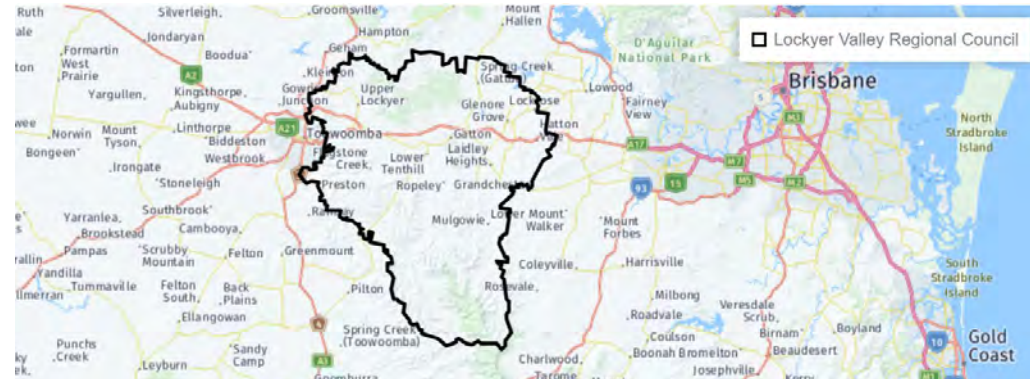 Ruth
Silverleigh,
Groomsville
Mount
Hallen
Jondaryan
Hampton
D'Aguilar
National Park
Lockyer Valley Regional Council
Formartin
West
Prairie
Boodua
Geham
Kleinton
Spring Creek
(Gatton)
Lowood
Brisbane
A2
Kingsthorpe
Aubigny
Gowrie
Junction
Upper
Lockyer
Yargullen,
Glenore
Grove,
Fairney
View
North
Stradbroke
Island
Norwin
Mount
Tyson,
Linthorpe
A21
Toowoomba
Gatton
Hatton
M3
Bongeen
Biddeston
Westbrook
Flagstone
Creek,
Laidley
Heights,
A17
M7
Irongate
Lower
Tenthill
M5
M2
15
Stoneleigh
Preston
Ropeley
Grandchester
93
Yarranlea,
Southbrook
Cambooya,
Ramsay
Mulgowie,
Lower Mount
Walker
Mount
Forbes
Brookstead
Pampas
Scrubby
Mountain
Felton
Greenmount
Coleyville,
Harrisville
South
Stradbroke
Island
Yandilla
Tummaville
Felton
South,
Back
Plains
Pilton
Rosevale,
Milbong
Veresdale
Scrub,
Ellangowan
Roadvale
Spring Creek
(Toowoomba)
Coulson
Birnam
Boyland
10
Gold
Coast
Punchs
Creek
Sandy
Camp
Boonah Bromelton
Beaudesert
Leyburn
A3
Charlwood
Josephville
Tarome